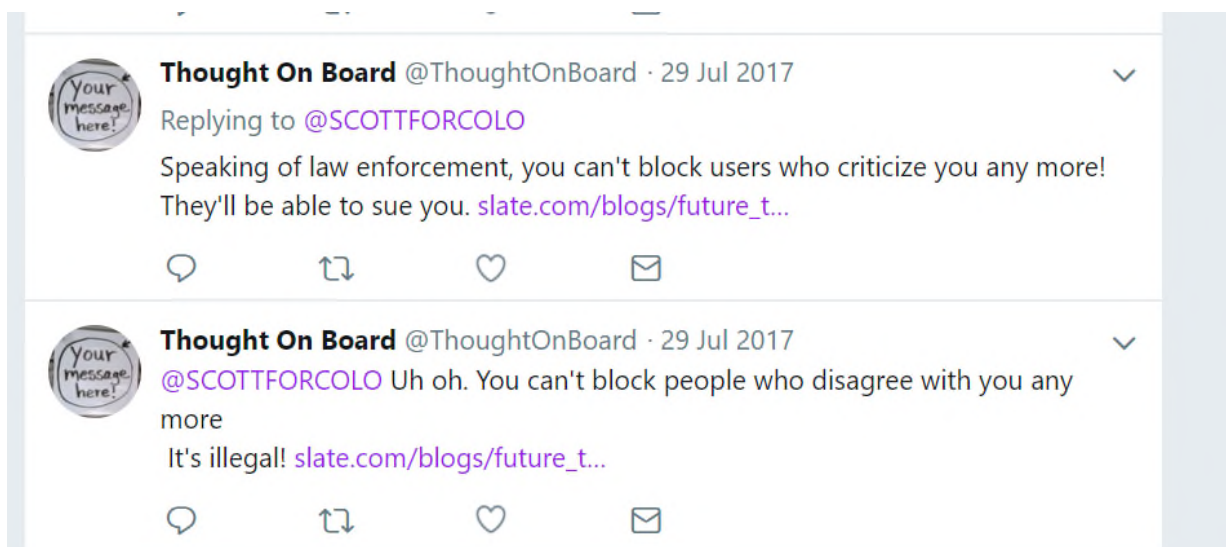 Your
message
here!
Thought On Board @ThoughtOnBoard · 29 Jul 2017
Replying to @SCOTTFORCOLO
Speaking of law enforcement, you can't block users who criticize you any more!
They'll be able to sue you. slate.com/blogs/future_t...
Your
message
here!
Thought On Board @ThoughtOnBoard · 29 Jul 2017
@SCOTTFORCOLO Uh oh. You can't block people who disagree with you any
more
It's illegal! slate.com/blogs/future_t...